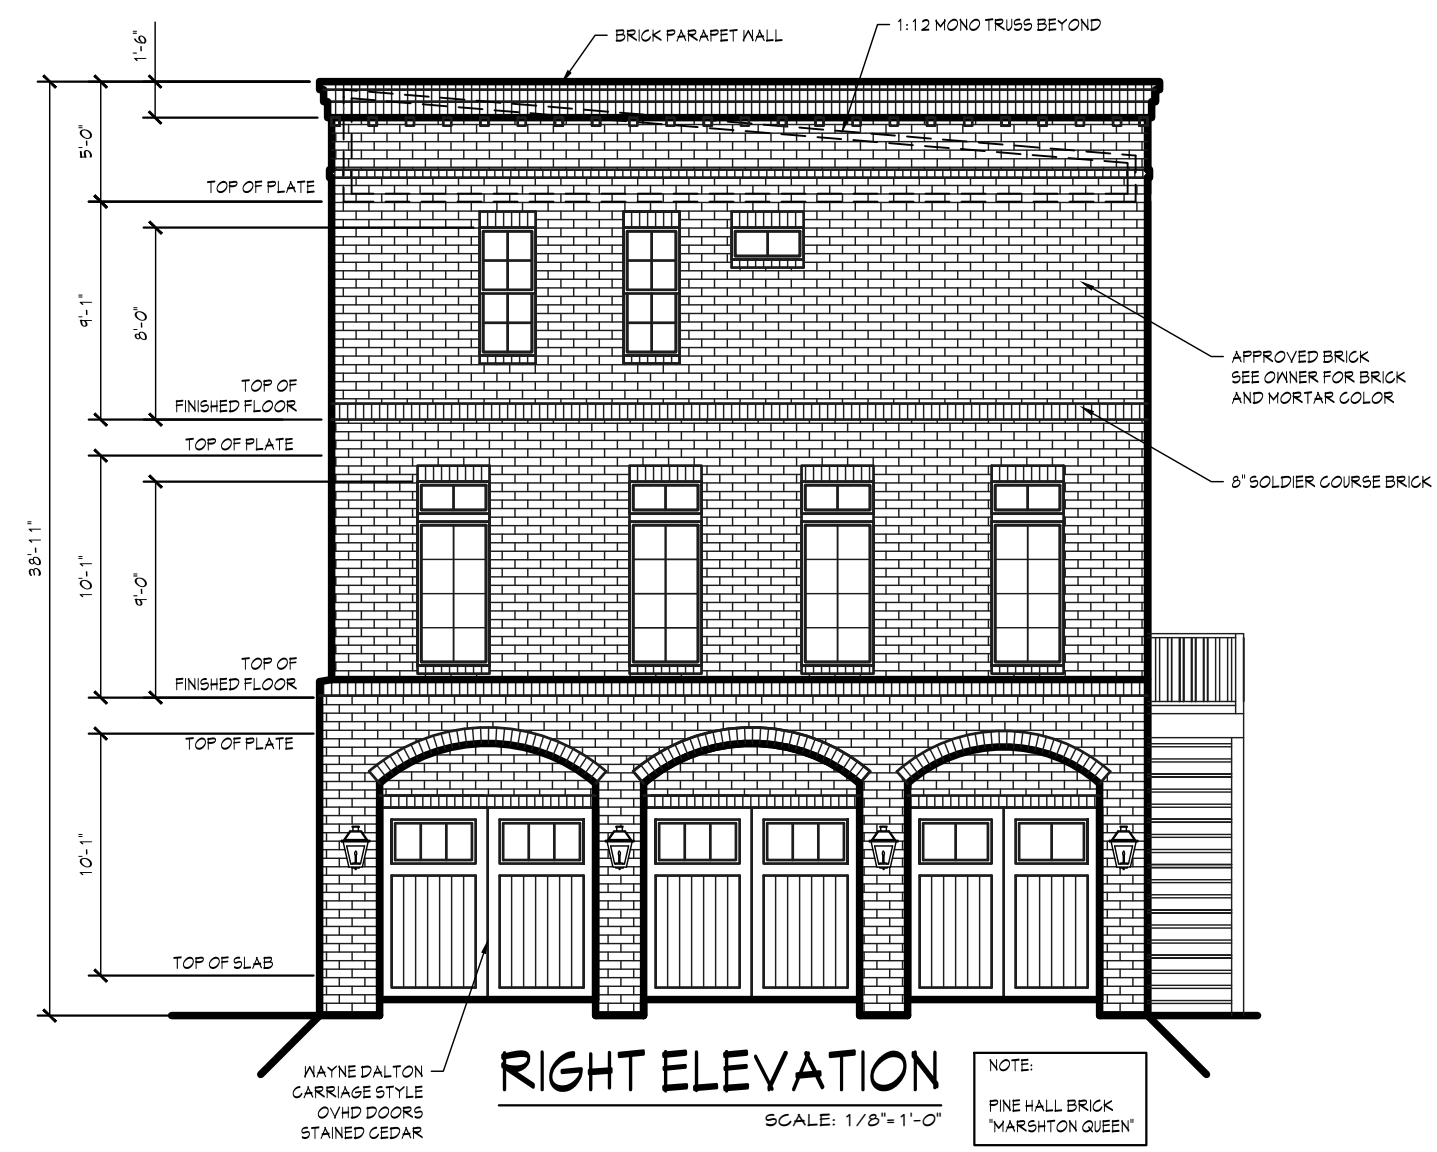 1:12 MONO TRUSS BEYOND
BRICK PARAPET WALL
1'-6"
5'-0"
TOP OF PLATE
9'-1"
8'-0"
APPROVED BRICK
SEE OWNER FOR BRICK
AND MORTAR COLOR
TOP OF
FINISHED FLOOR
TOP OF PLATE
8" SOLDIER COURSE BRICK
38'-11"
10'-1"
9'-0"
TOP OF
FINISHED FLOOR
TOP OF PLATE
10'-1"
TOP OF SLAB
WAYNE DALTON
CARRIAGE STYLE
OVHD DOORS
STAINED CEDAR
RIGHT ELEVATION
SCALE: 1/8"=1'-0"
NOTE:
PINE HALL BRICK
"MARSHTON QUEEN"